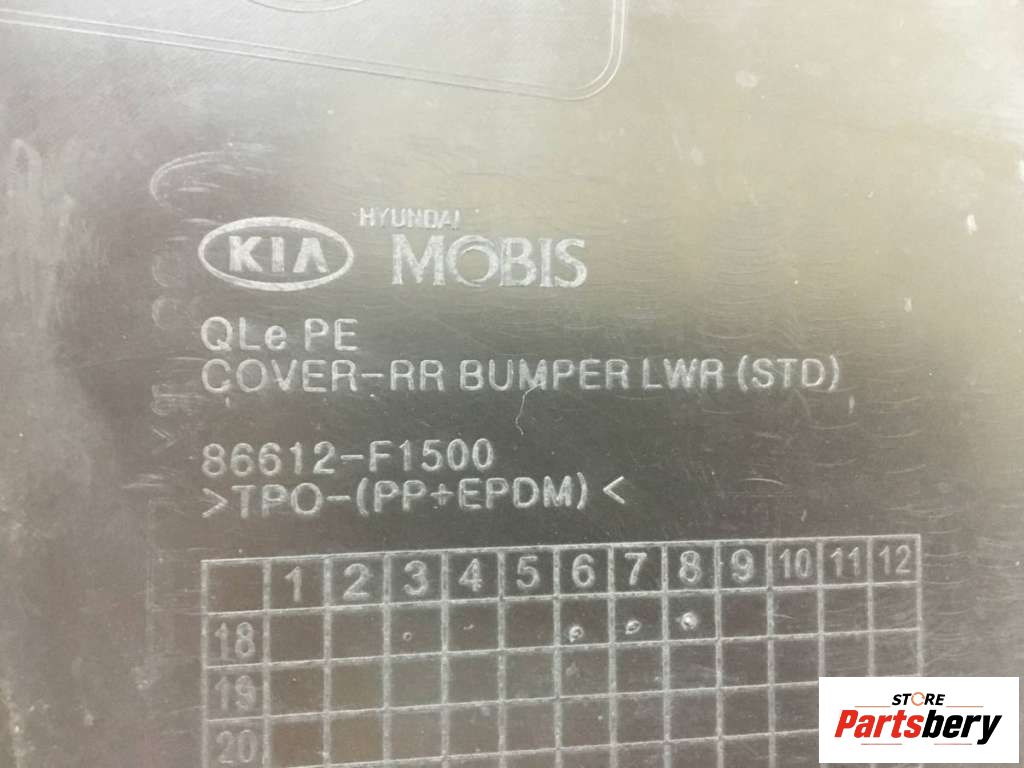 KIA HYUNDAI MOBIS
QLe PE
COVER-RR BUMPER LWR (STD)
86612-F1500
>TPO-(PP+EPDM)<
1 2 3 4 5 6 7 8 9 10 11 12
18
19
20
STORE
Partsbery